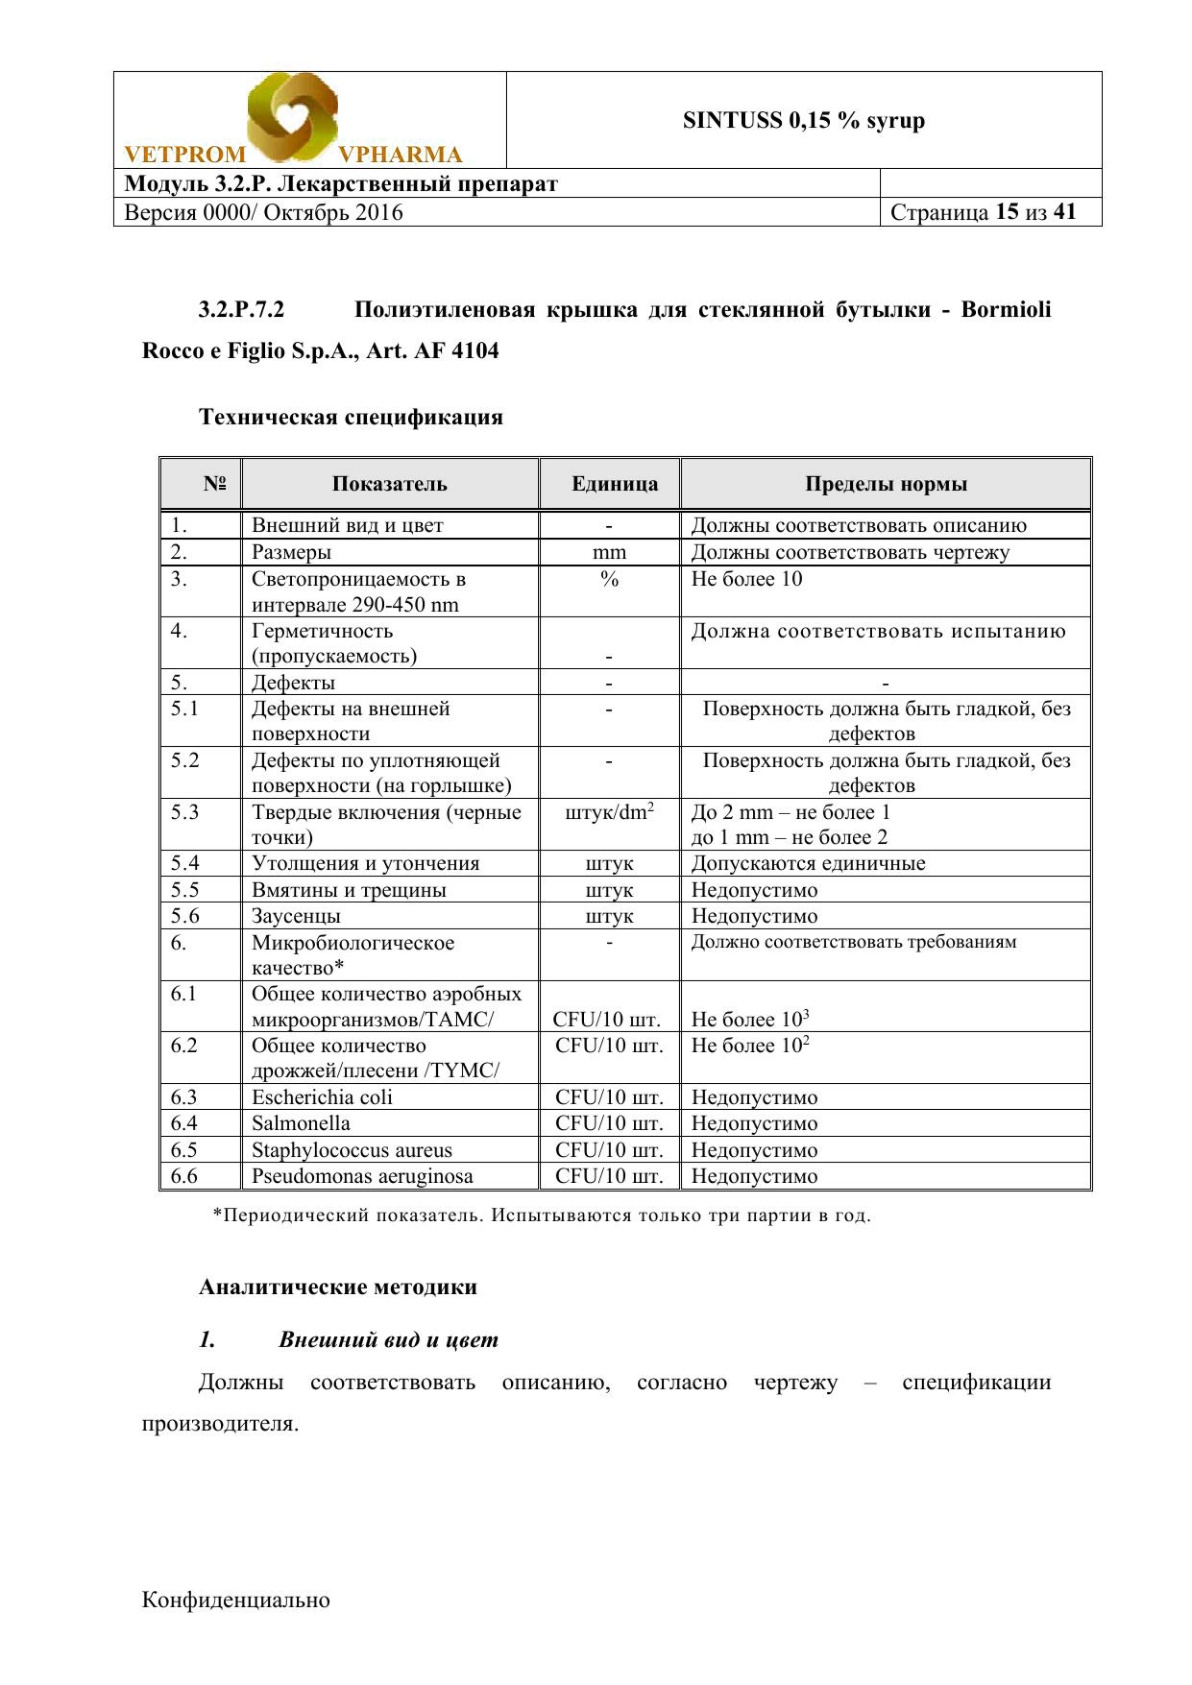 VETPROM VPHARMA
SINTUSS 0,15 % syrup
Модуль 3.2.P. Лекарственный препарат
Версия 0000/ Октябрь 2016
Страница 15 из 41
3.2.P.7.2 Полиэтиленовая крышка для стеклянной бутылки - Bormioli
Rocco e Figlio S.p.A., Art. AF 4104
Техническая спецификация
№ Показатель Единица Пределы нормы
1. Внешний вид и цвет - Должны соответствовать описанию
2. Размеры mm Должны соответствовать чертежу
3. Светопроницаемость в % Не более 10
интервале 290-450 nm
4. Герметичность Должна соответствовать испытанию
(пропускаемость) -
5. Дефекты - -
5.1 Дефекты на внешней - Поверхность должна быть гладкой, без
поверхности дефектов
5.2 Дефекты по уплотняющей - Поверхность должна быть гладкой, без
поверхности (на горлышке) дефектов
5.3 Твердые включения (черные штук/dm² До 2 mm – не более 1
точки) до 1 mm – не более 2
5.4 Утолщения и утончения штук Допускаются единичные
5.5 Вмятины и трещины штук Недопустимо
5.6 Заусенцы штук Недопустимо
6. Микробиологическое - Должно соответствовать требованиям
качество*
6.1 Общее количество аэробных
микроорганизмов/TAMC/ CFU/10 шт. Не более 10³
6.2 Общее количество CFU/10 шт. Не более 10²
дрожжей/плесени /TYMC/
6.3 Escherichia coli CFU/10 шт. Недопустимо
6.4 Salmonella CFU/10 шт. Недопустимо
6.5 Staphylococcus aureus CFU/10 шт. Недопустимо
6.6 Pseudomonas aeruginosa CFU/10 шт. Недопустимо
*Периодический показатель. Испытываются только три партии в год.
Аналитические методики
1. Внешний вид и цвет
Должны соответствовать описанию, согласно чертежу – спецификации
производителя.
Конфиденциально